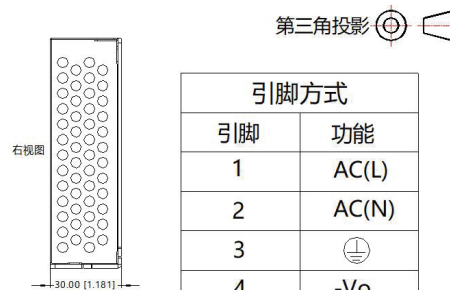 第三角投影
引脚方式
引脚 功能
1 AC(L)
2 AC(N)
3
4 -Vo
右视图
30.00 [1.181]